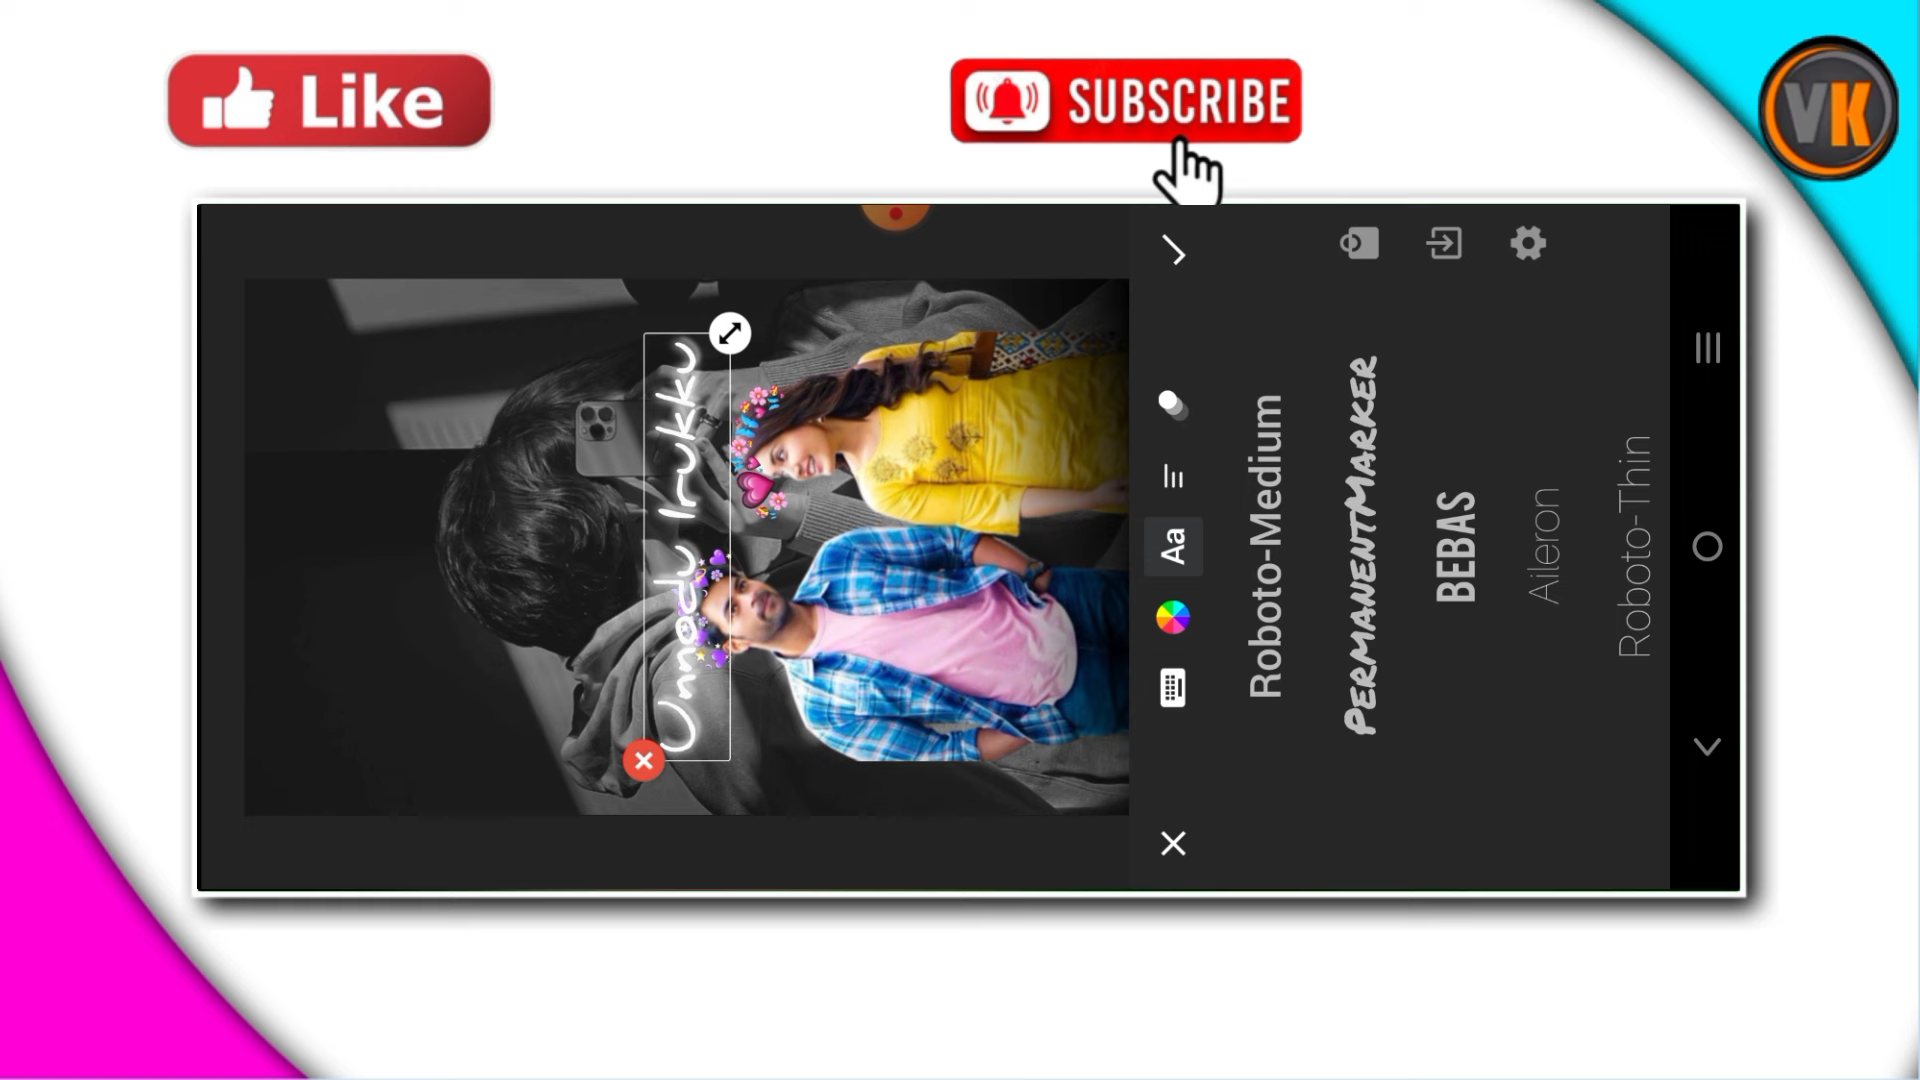 Like
SUBSCRIBE
VK
Unnodu Irukku
Aa
Roboto-Medium
PERMANENTMARKER
BEBAS
Aileron
Roboto-Thin